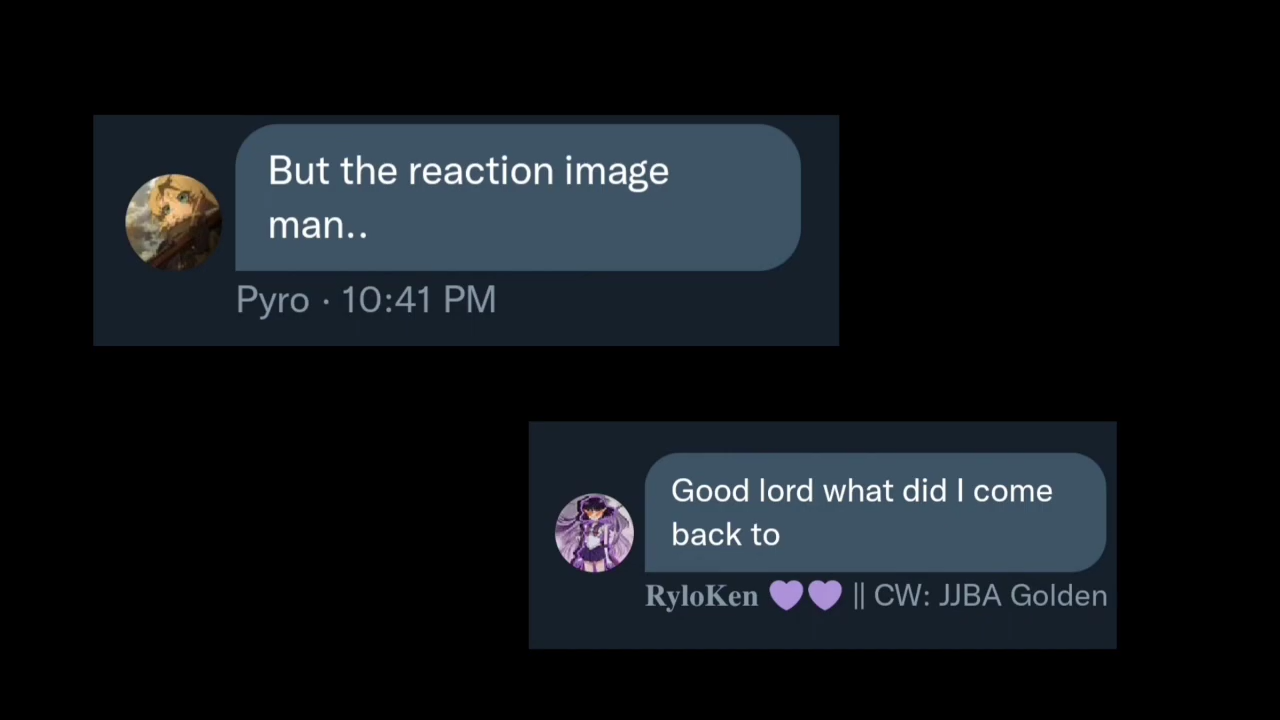 But the reaction image
man..
Pyro · 10:41 PM
Good lord what did I come
back to
RyloKen 💜💜 || CW: JJBA Golden